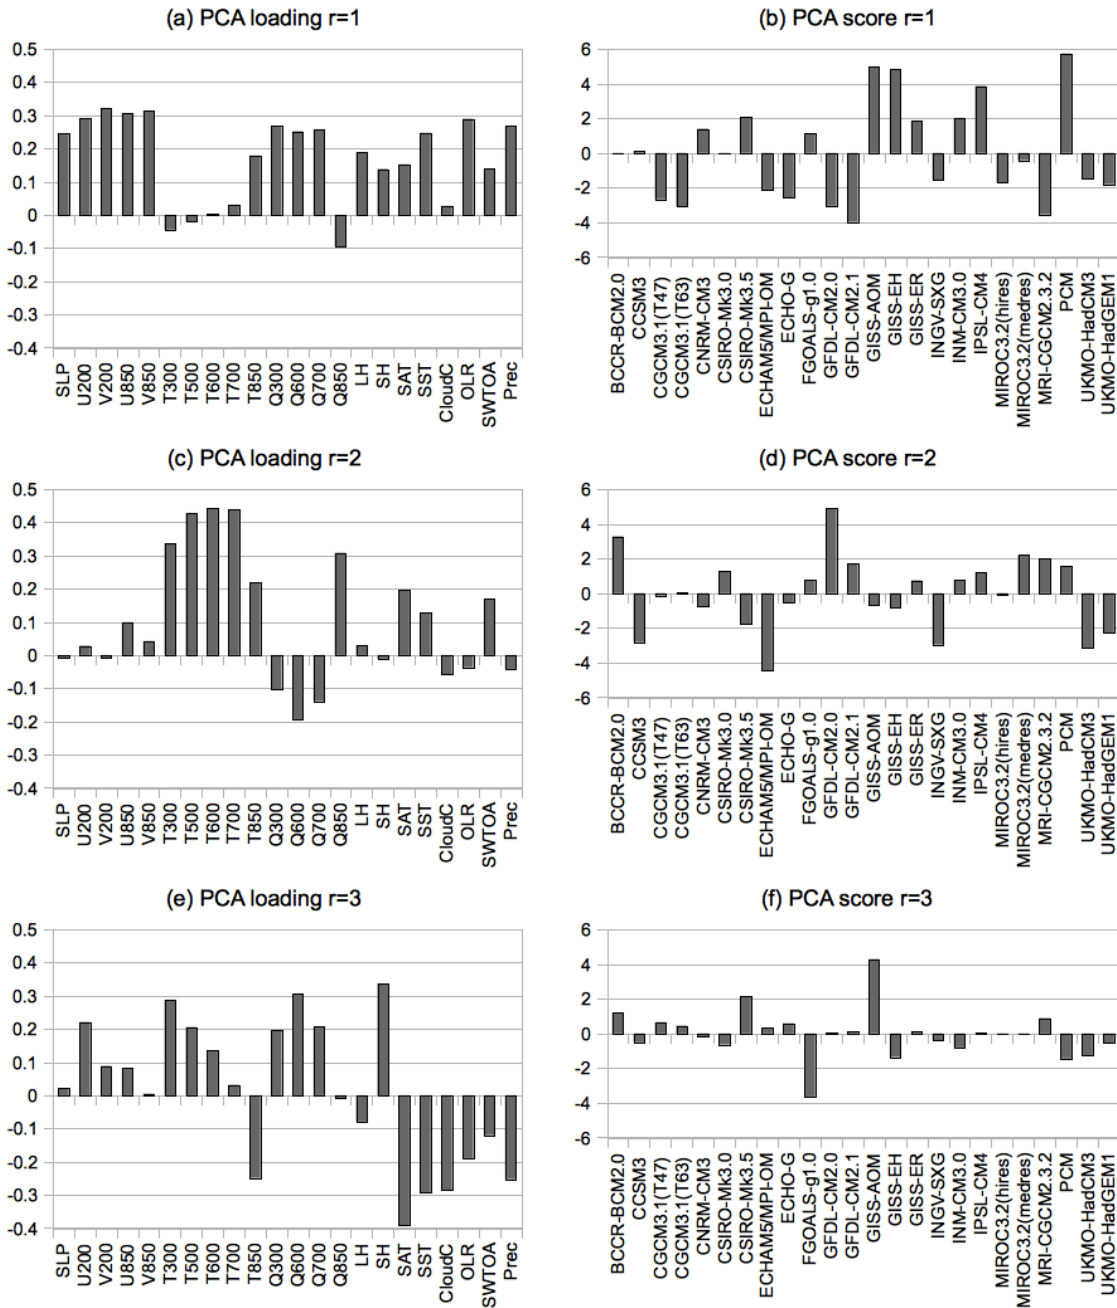 (a) PCA loading r=1
0.5
0.4
0.3
0.2
0.1
0
-0.1
-0.2
-0.3
-0.4
SLP
U200
V200
U850
V850
T300
T500
T600
T700
T850
Q300
Q600
Q700
Q850
LH
SH
SAT
SST
CloudC
OLR
SWTOA
Prec
(b) PCA score r=1
6
4
2
0
-2
-4
-6
BCCR-BCM2.0
CCSM3
CGCM3.1(T47)
CGCM3.1(T63)
CNRM-CM3
CSIRO-Mk3.0
CSIRO-Mk3.5
ECHAM5/MPI-OM
ECHO-G
FGOALS-g1.0
GFDL-CM2.0
GFDL-CM2.1
GISS-AOM
GISS-EH
GISS-ER
INGV-SXG
INM-CM3.0
IPSL-CM4
MIROC3.2(hires)
MIROC3.2(medres)
MRI-CGCM2.3.2
PCM
UKMO-HadCM3
UKMO-HadGEM1
(c) PCA loading r=2
0.5
0.4
0.3
0.2
0.1
0
-0.1
-0.2
-0.3
-0.4
SLP
U200
V200
U850
V850
T300
T500
T600
T700
T850
Q300
Q600
Q700
Q850
LH
SH
SAT
SST
CloudC
OLR
SWTOA
Prec
(d) PCA score r=2
6
4
2
0
-2
-4
-6
BCCR-BCM2.0
CCSM3
CGCM3.1(T47)
CGCM3.1(T63)
CNRM-CM3
CSIRO-Mk3.0
CSIRO-Mk3.5
ECHAM5/MPI-OM
ECHO-G
FGOALS-g1.0
GFDL-CM2.0
GFDL-CM2.1
GISS-AOM
GISS-EH
GISS-ER
INGV-SXG
INM-CM3.0
IPSL-CM4
MIROC3.2(hires)
MIROC3.2(medres)
MRI-CGCM2.3.2
PCM
UKMO-HadCM3
UKMO-HadGEM1
(e) PCA loading r=3
0.5
0.4
0.3
0.2
0.1
0
-0.1
-0.2
-0.3
-0.4
SLP
U200
V200
U850
V850
T300
T500
T600
T700
T850
Q300
Q600
Q700
Q850
LH
SH
SAT
SST
CloudC
OLR
SWTOA
Prec
(f) PCA score r=3
6
4
2
0
-2
-4
-6
BCCR-BCM2.0
CCSM3
CGCM3.1(T47)
CGCM3.1(T63)
CNRM-CM3
CSIRO-Mk3.0
CSIRO-Mk3.5
ECHAM5/MPI-OM
ECHO-G
FGOALS-g1.0
GFDL-CM2.0
GFDL-CM2.1
GISS-AOM
GISS-EH
GISS-ER
INGV-SXG
INM-CM3.0
IPSL-CM4
MIROC3.2(hires)
MIROC3.2(medres)
MRI-CGCM2.3.2
PCM
UKMO-HadCM3
UKMO-HadGEM1